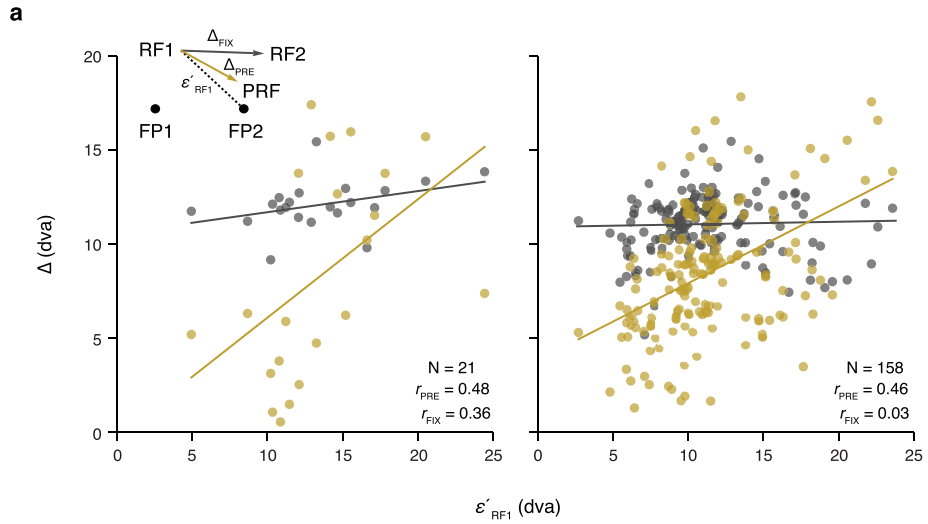 a
Δ_FIX
RF1
RF2
Δ_PRE
ε´_RF1
PRF
FP1
FP2
20
15
10
5
0
Δ (dva)
N = 21
r_PRE = 0.48
r_FIX = 0.36
0
5
10
15
20
25
N = 158
r_PRE = 0.46
r_FIX = 0.03
0
5
10
15
20
25
ε´_RF1 (dva)